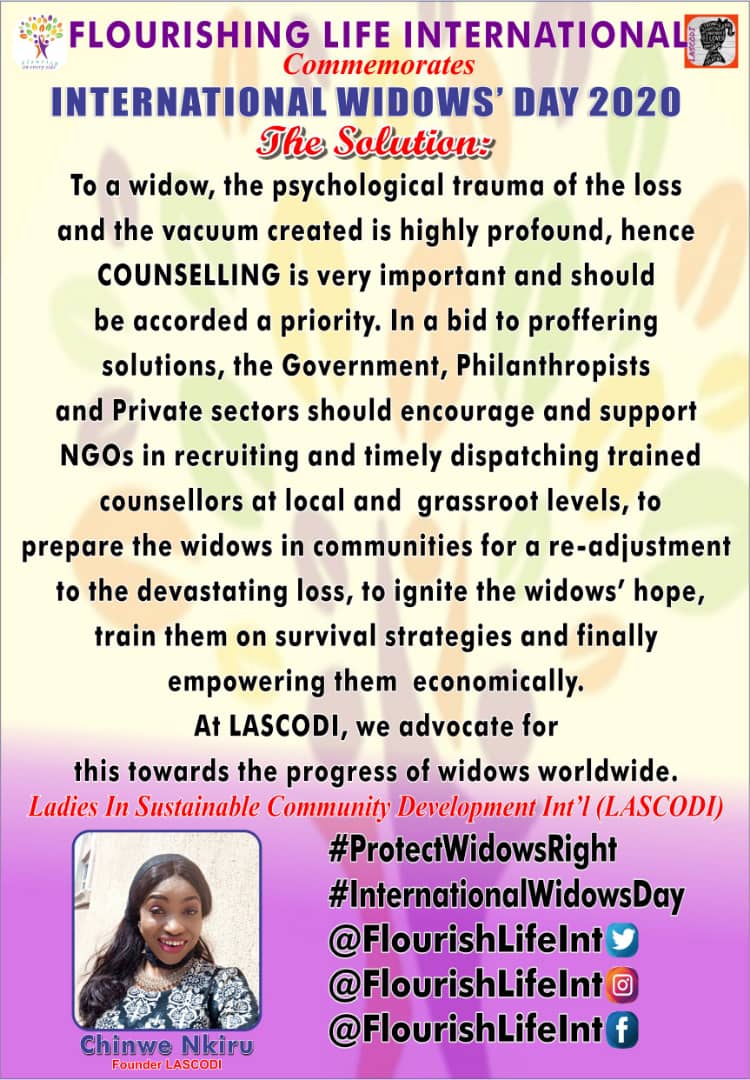 FLOURISHING LIFE INTERNATIONAL
LASCODI
Commemorates
INTERNATIONAL WIDOWS’ DAY 2020
The Solution:
To a widow, the psychological trauma of the loss
and the vacuum created is highly profound, hence
COUNSELLING is very important and should
be accorded a priority. In a bid to proffering
solutions, the Government, Philanthropists
and Private sectors should encourage and support
NGOs in recruiting and timely dispatching trained
counsellors at local and grassroot levels, to
prepare the widows in communities for a re-adjustment
to the devastating loss, to ignite the widows’ hope,
train them on survival strategies and finally
empowering them economically.
At LASCODI, we advocate for
this towards the progress of widows worldwide.
Ladies In Sustainable Community Development Int’l (LASCODI)
#ProtectWidowsRight
#InternationalWidowsDay
@FlourishLifeInt
@FlourishLifeInt
@FlourishLifeInt
Chinwe Nkiru
Founder LASCODI